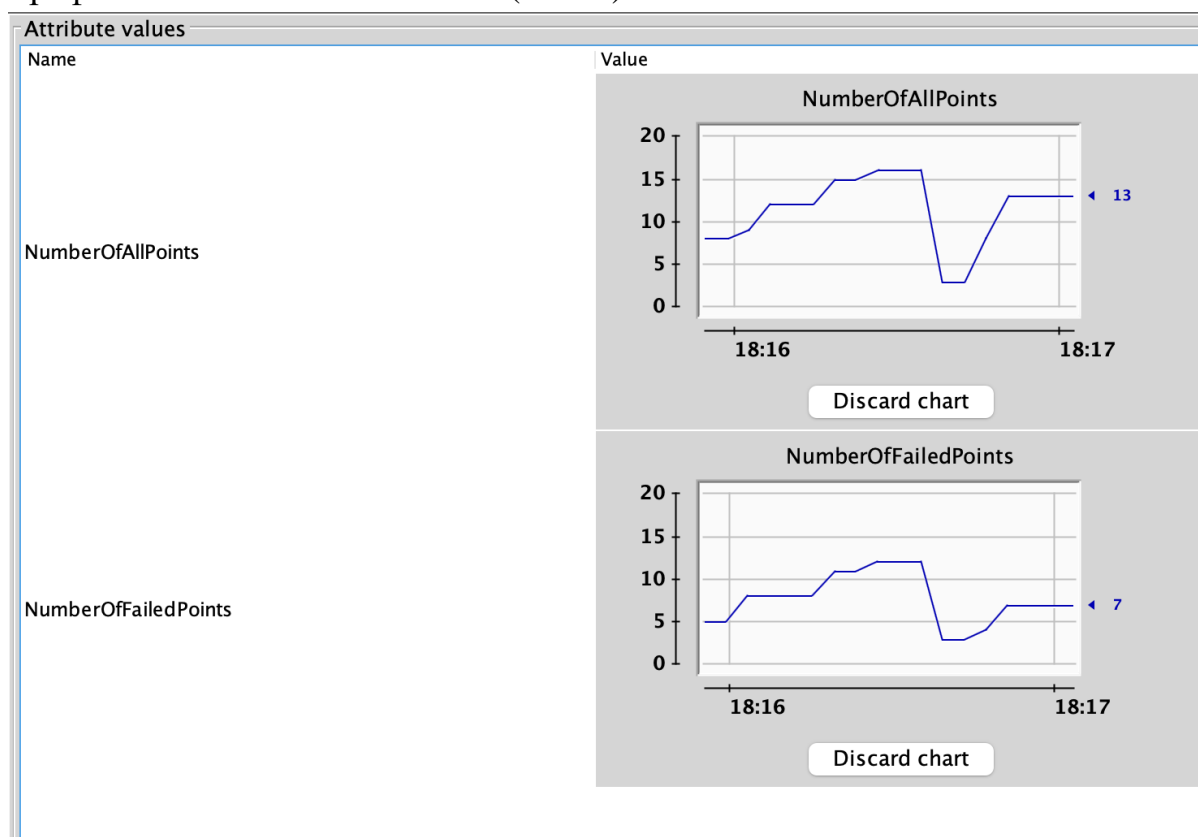 Attribute values
Name Value
NumberOfAllPoints
20
15
10
5
0
13
18:16 18:17
NumberOfAllPoints
Discard chart
NumberOfFailedPoints
20
15
10
5
0
7
18:16 18:17
NumberOfFailedPoints
Discard chart